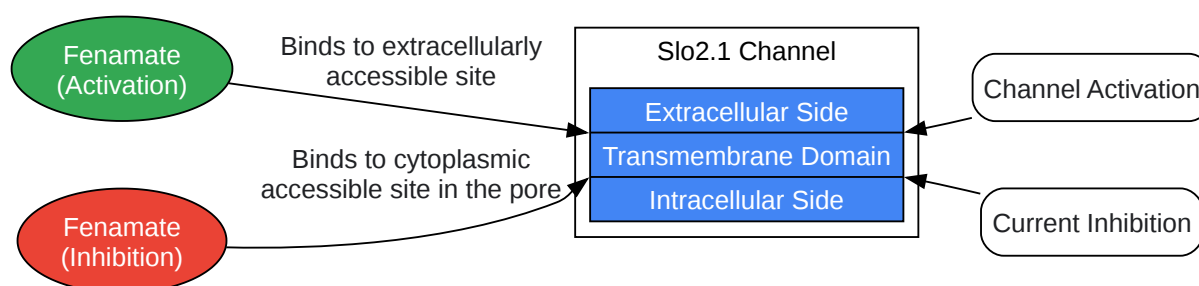 Fenamate
(Activation)
Binds to extracellularly
accessible site
Slo2.1 Channel
Extracellular Side
Transmembrane Domain
Intracellular Side
Channel Activation
Binds to cytoplasmic
accessible site in the pore
Fenamate
(Inhibition)
Current Inhibition